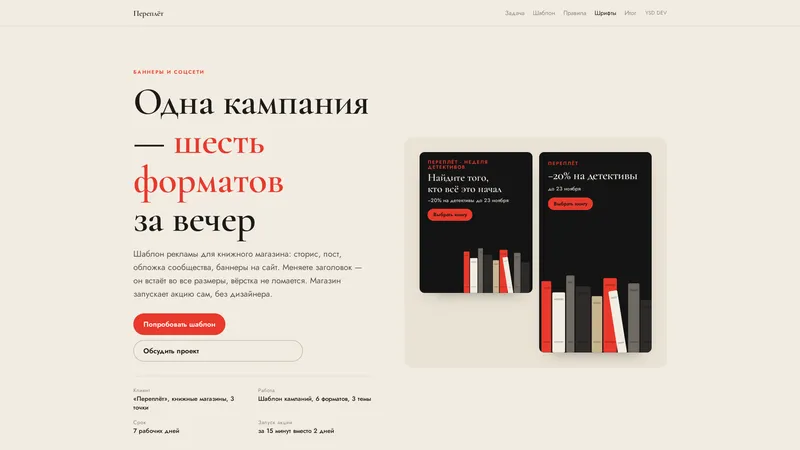 Переплёт
Задача Шаблон Правила Шрифты Итог YSD DEV
БАННЕРЫ И СОЦСЕТИ
Одна кампания
— шесть
форматов
за вечер
Шаблон рекламы для книжного магазина: сторис, пост,
обложка сообщества, баннеры на сайт. Меняете заголовок —
он встаёт во все размеры, вёрстка не ломается. Магазин
запускает акцию сам, без дизайнера.
Попробовать шаблон
Обсудить проект
Клиент
«Переплёт», книжные магазины, 3
точки
Работа
Шаблон кампаний, 6 форматов, 3 темы
Срок
7 рабочих дней
Запуск акции
за 15 минут вместо 2 дней
ПЕРЕПЛЁТ · НЕДЕЛЯ
ДЕТЕКТИВОВ
Найдите того,
кто всё это начал
−20% на детективы до 23 ноября
Выбрать книгу
ПЕРЕПЛЁТ
−20% на детективы
до 23 ноября
Выбрать книгу